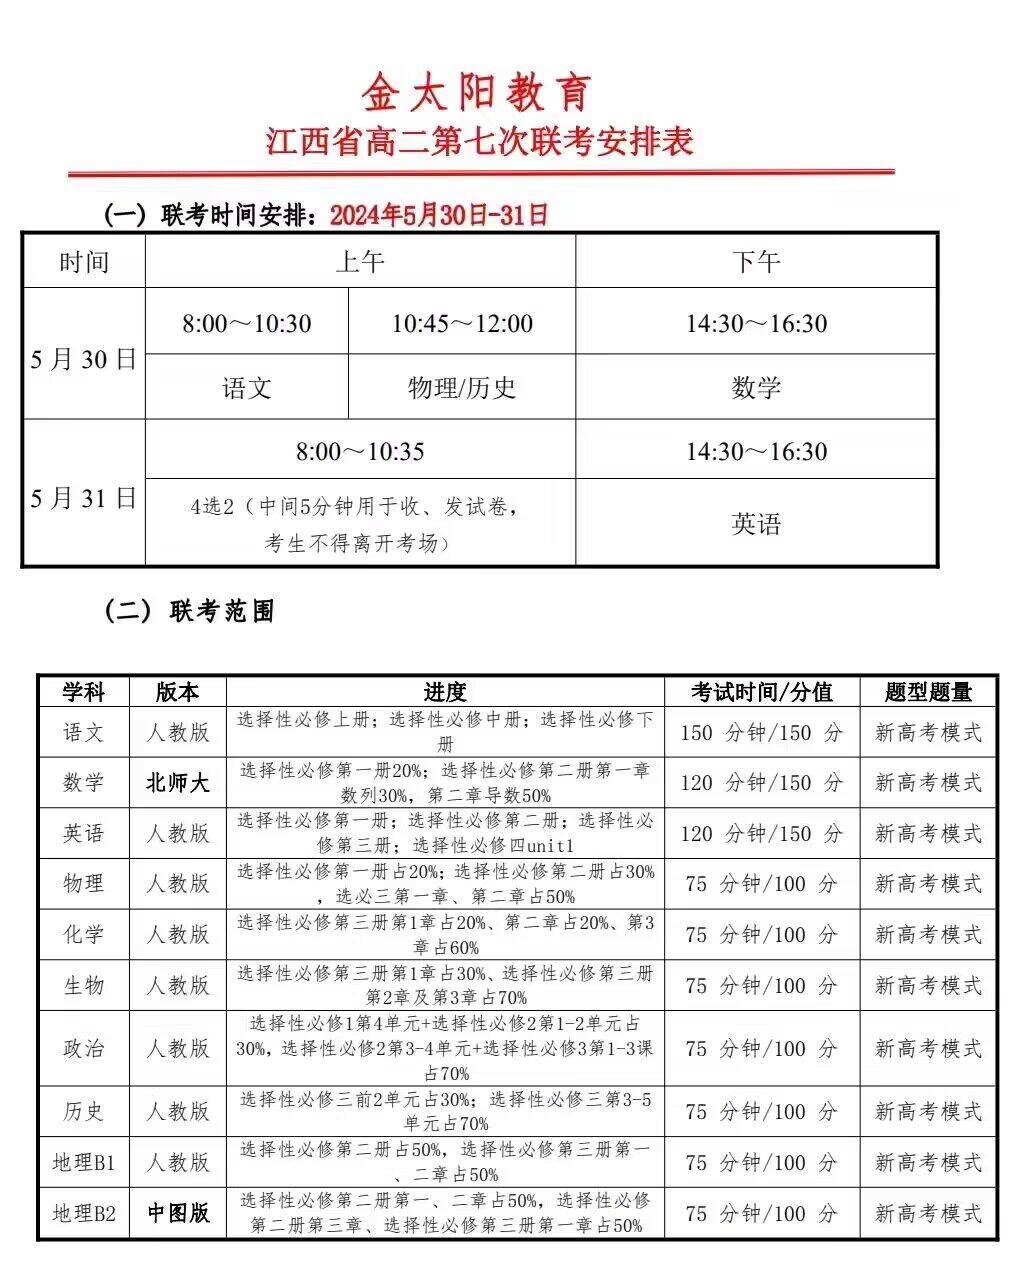 金太阳教育
江西省高二第七次联考安排表
(一) 联考时间安排：2024年5月30日-31日
时间 上午 下午
5 月 30 日 8:00～10:30 10:45～12:00 14:30～16:30
语文 物理/历史 数学
5 月 31 日 8:00～10:35 14:30～16:30
4选2（中间5分钟用于收、发试卷，
考生不得离开考场）
英语
(二) 联考范围
学科 版本 进度 考试时间/分值 题型题量
语文 人教版 选择性必修上册；选择性必修中册；选择性必修下
册
150 分钟/150 分 新高考模式
数学 北师大 选择性必修第一册20%；选择性必修第二册第一章
数列30%，第二章导数50%
120 分钟/150 分 新高考模式
英语 人教版 选择性必修第一册；选择性必修第二册；选择性必
修第三册；选择性必修四unit1
120 分钟/150 分 新高考模式
物理 人教版 选择性必修第一册占20%；选择性必修第二册占30%
，选必三第一章、第二章占50%
75 分钟/100 分 新高考模式
化学 人教版 选择性必修第三册第1章占20%、第二章占20%、第3
章占60%
75 分钟/100 分 新高考模式
生物 人教版 选择性必修第三册第1章占30%、选择性必修第三册
第2章及第3章占70%
75 分钟/100 分 新高考模式
政治 人教版 选择性必修1第4单元+选择性必修2第1-2单元占
30%，选择性必修2第3-4单元+选择性必修3第1-3课
占70%
75 分钟/100 分 新高考模式
历史 人教版 选择性必修三前2单元占30%；选择性必修三第3-5
单元占70%
75 分钟/100 分 新高考模式
地理B1 人教版 选择性必修第二册占50%，选择性必修第三册第一
、二章占50%
75 分钟/100 分 新高考模式
地理B2 中图版 选择性必修第二册第一、二章占50%，选择性必修
第二册第三章、选择性必修第三册第一章占50%
75 分钟/100 分 新高考模式